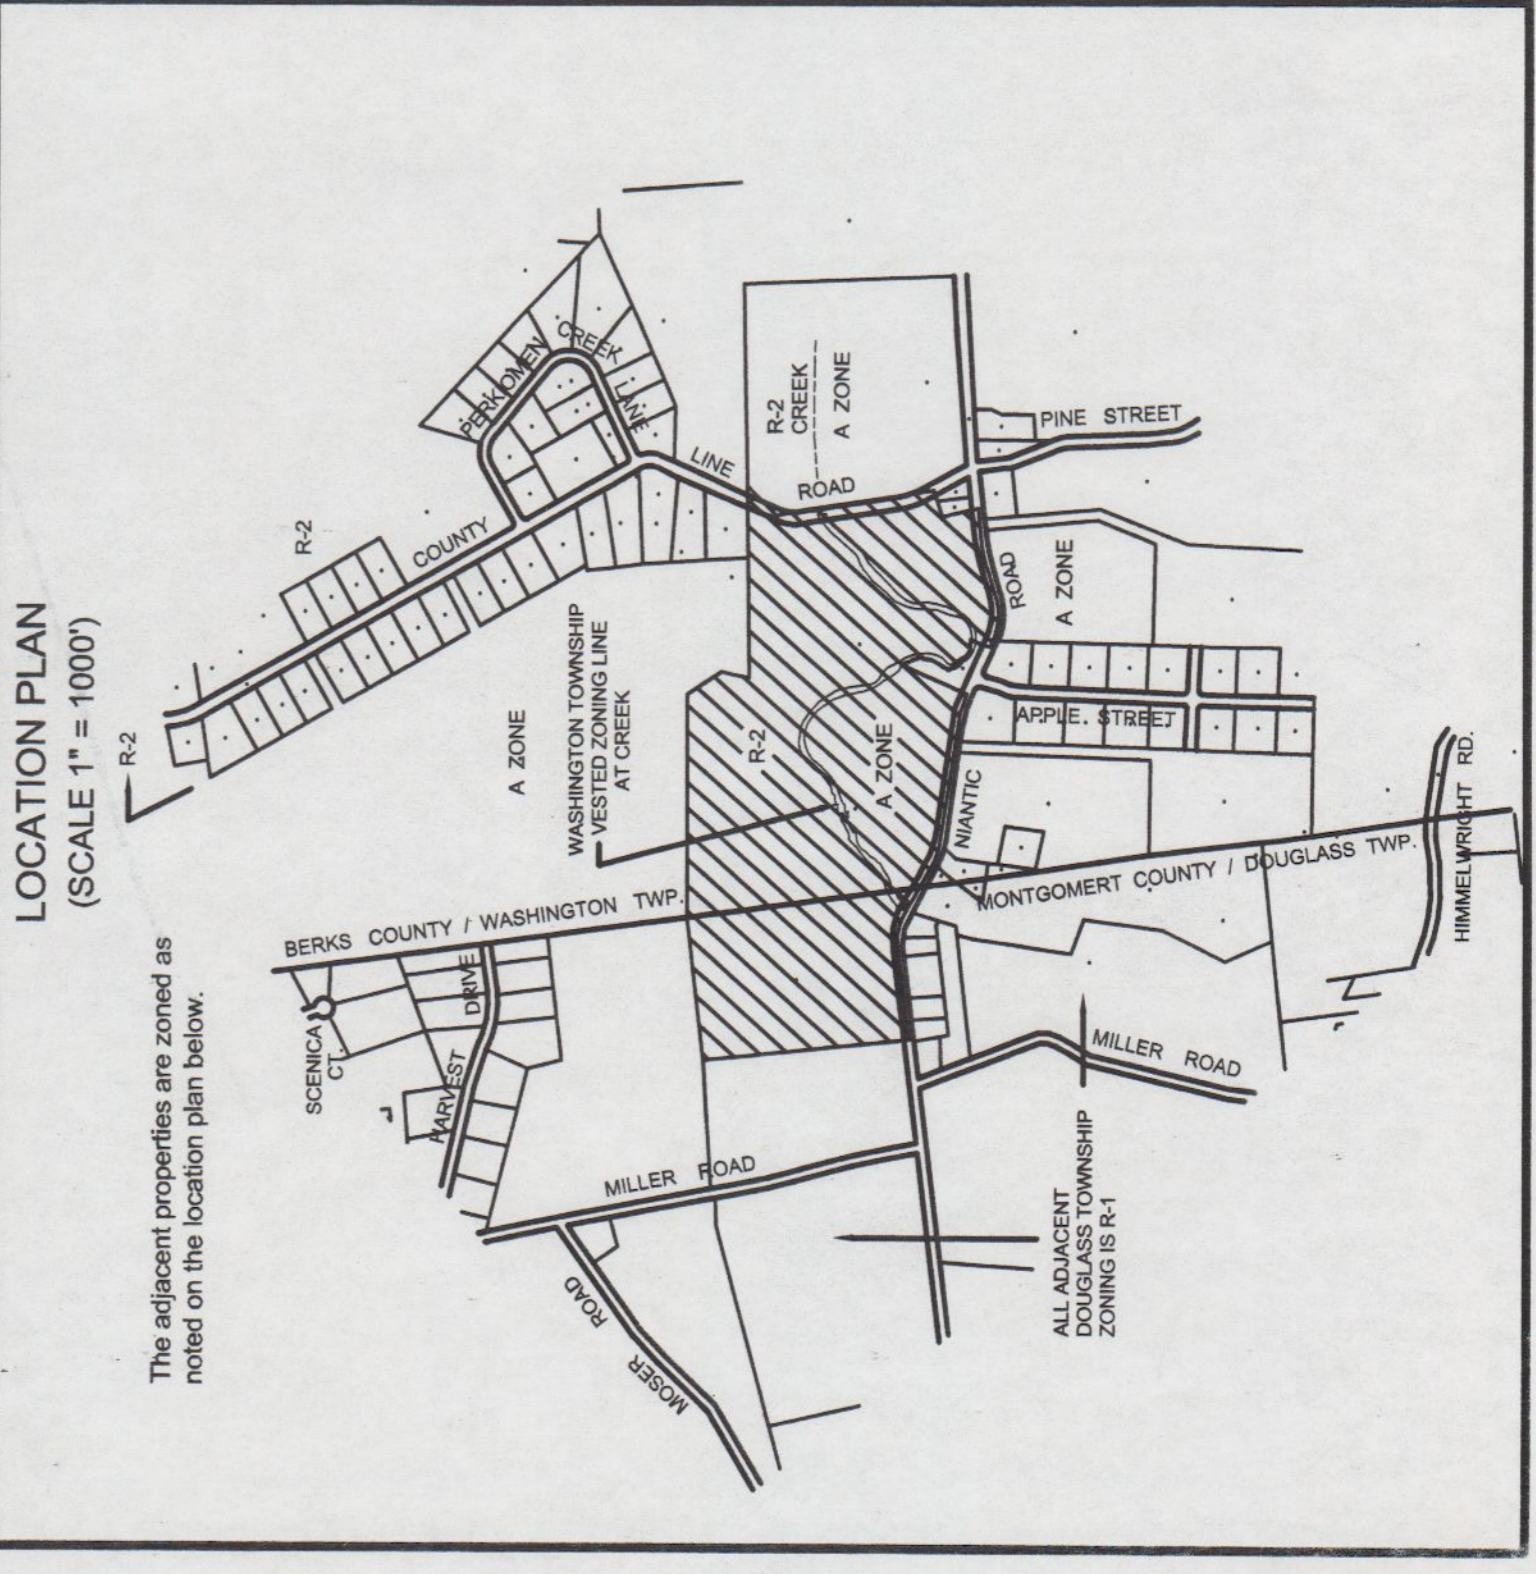 LOCATION PLAN
(SCALE 1" = 1000')
The adjacent properties are zoned as
noted on the location plan below.
R-2
R-2
COUNTY
LINE
ROAD
PERKOMEN
CREEK
LANE
R-2
CREEK
A ZONE
PINE STREET
A ZONE
WASHINGTON TOWNSHIP
VESTED ZONING LINE
AT CREEK
R-2
A ZONE
ROAD
A ZONE
APPLE. STREET
NIANTIC
BERKS COUNTY / WASHINGTON TWP.
MONTGOMERT COUNTY / DOUGLASS TWP.
HIMMELWRIGHT RD.
SCENICA
CT.
HARVEST
DRIVE
MILLER ROAD
MILLER ROAD
MOSER
ROAD
ALL ADJACENT
DOUGLASS TOWNSHIP
ZONING IS R-1